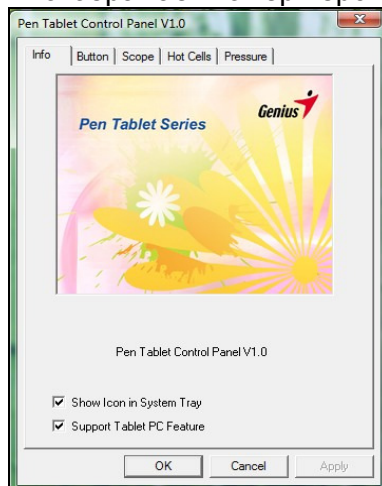 Pen Tablet Control Panel V1.0
Info Button Scope Hot Cells Pressure
Genius
Pen Tablet Series
Pen Tablet Control Panel V1.0
Show Icon in System Tray
Support Tablet PC Feature
OK Cancel Apply